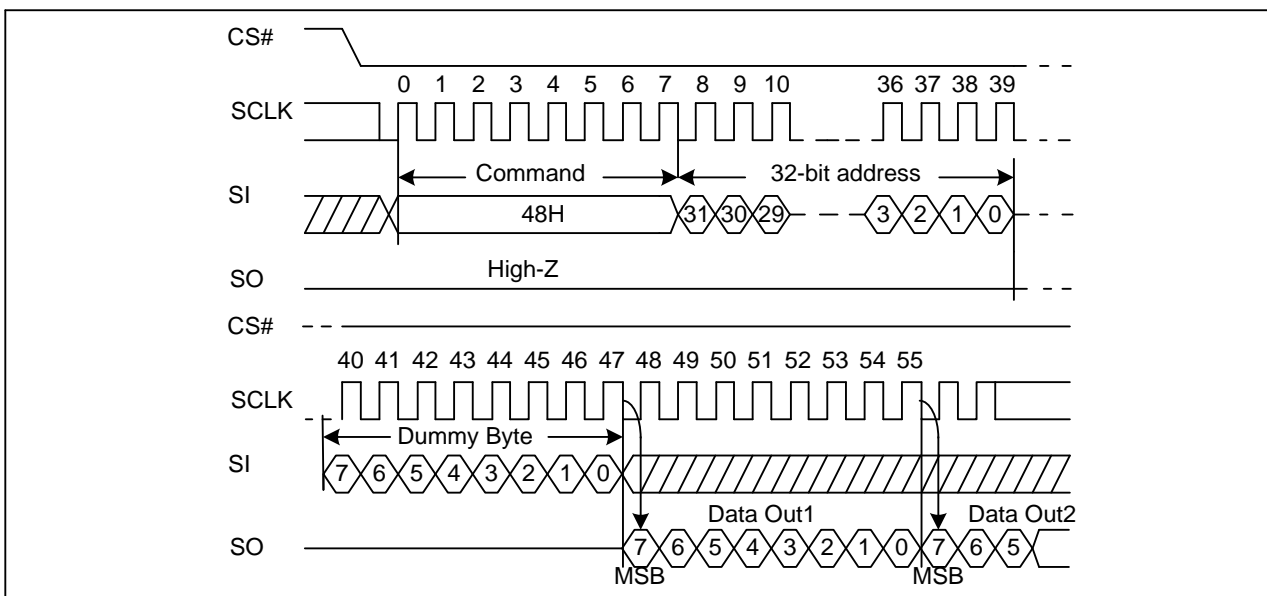 CS#
0 1 2 3 4 5 6 7 8 9 10 36 37 38 39
SCLK
Command 32-bit address
SI
48H 31 30 29 3 2 1 0
High-Z
SO
CS#
40 41 42 43 44 45 46 47 48 49 50 51 52 53 54 55
SCLK
Dummy Byte
SI
7 6 5 4 3 2 1 0
Data Out1 Data Out2
SO
7 6 5 4 3 2 1 0 7 6 5
MSB MSB